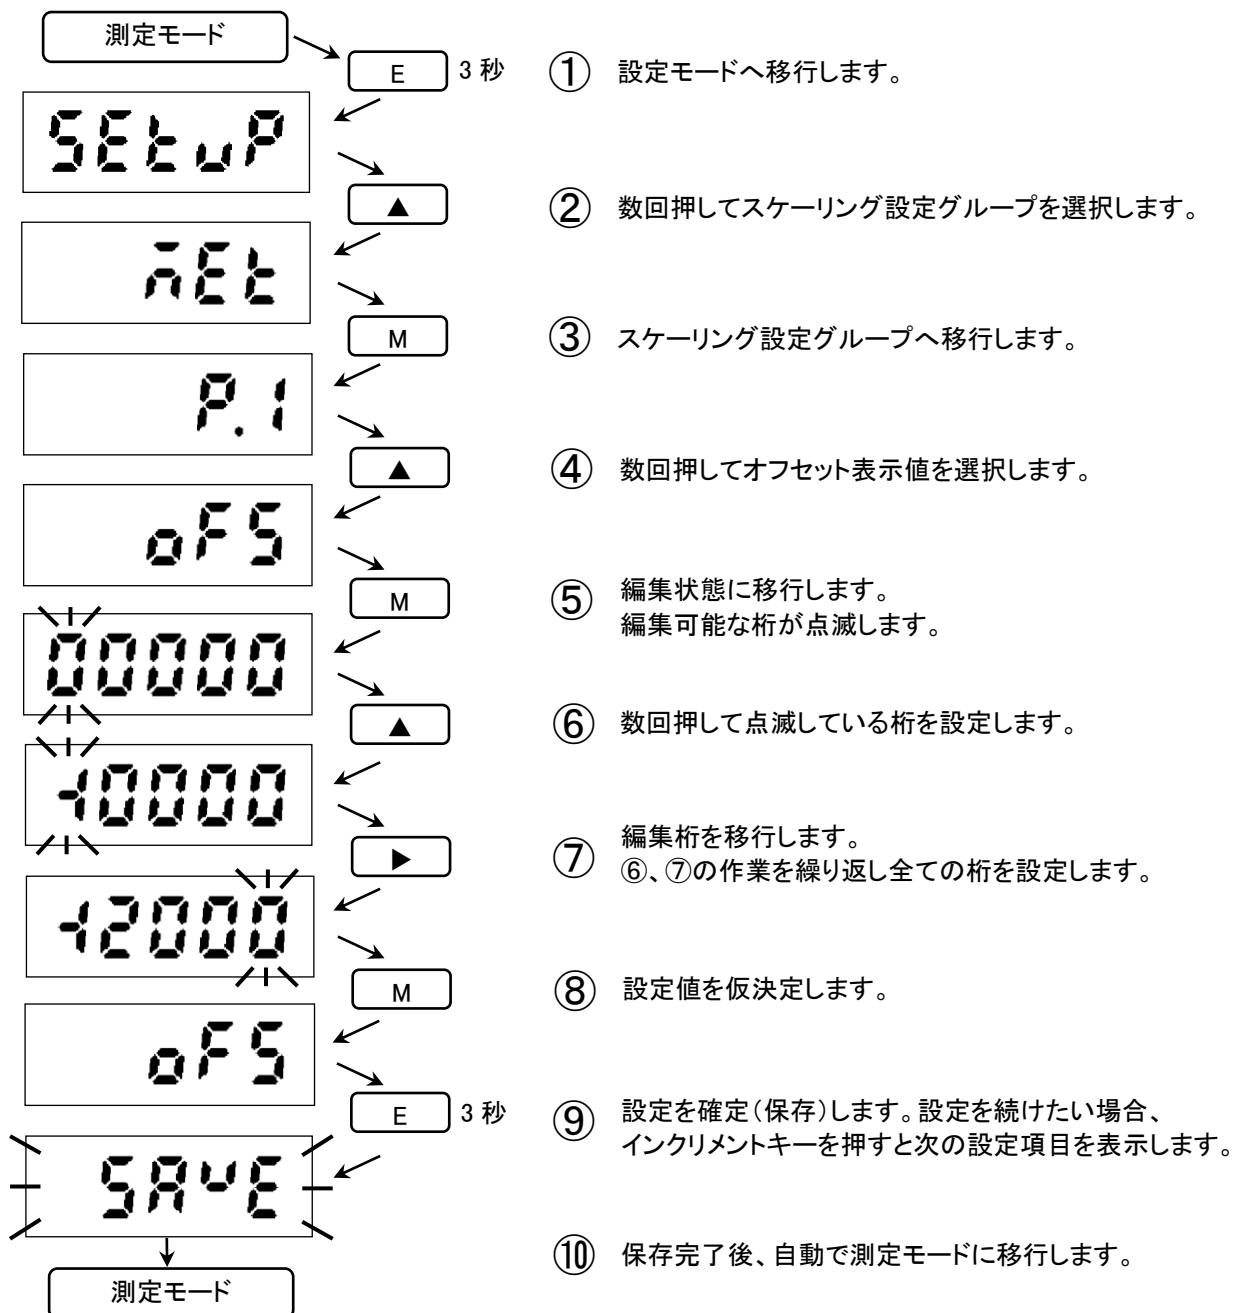 測定モード
E 3秒 ① 設定モードへ移行します。
SEtuP
▲ ② 数回押してスケーリング設定グループを選択します。
m̄Et
M ③ スケーリング設定グループへ移行します。
P.1
▲ ④ 数回押してオフセット表示値を選択します。
oFS
M ⑤ 編集状態に移行します。
編集可能な桁が点滅します。
00000
▲ ⑥ 数回押して点滅している桁を設定します。
-10000
▶ ⑦ 編集桁を移行します。
⑥、⑦の作業を繰り返し全ての桁を設定します。
-12000
M ⑧ 設定値を仮決定します。
oFS
E 3秒 ⑨ 設定を確定(保存)します。設定を続けたい場合、
インクリメントキーを押すと次の設定項目を表示します。
SAvE
⑩ 保存完了後、自動で測定モードに移行します。
測定モード